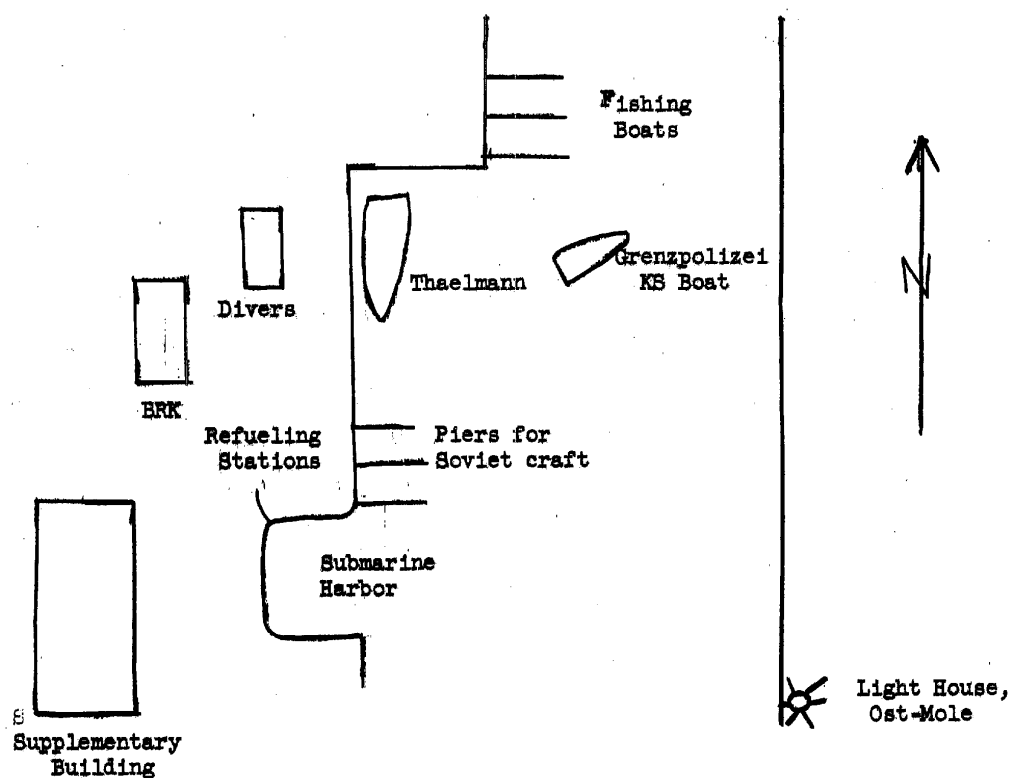 Fishing
Boats
Grenzpolizei
KS Boat
Thaelmann
Divers
N
BRK
Refueling
Stations
Piers for
Soviet craft
Submarine
Harbor
Light House,
Ost-Mole
Supplementary
Building